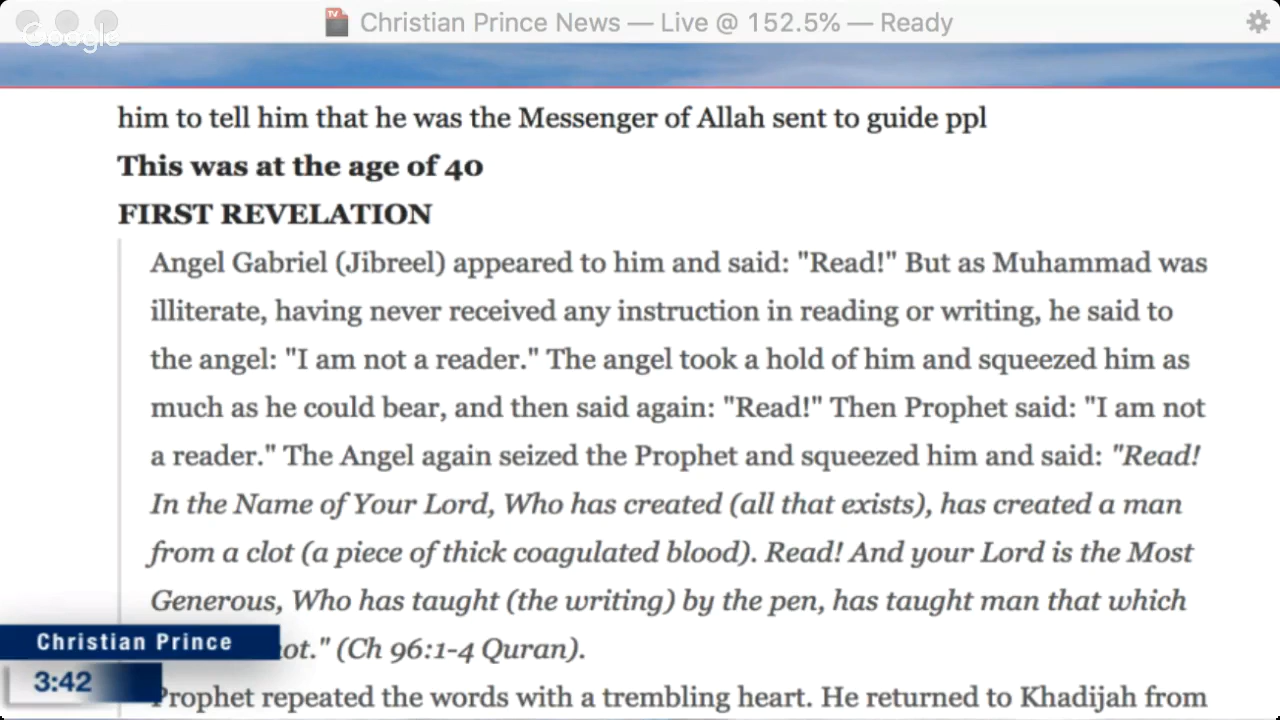 Christian Prince News — Live @ 152.5% — Ready
Google
him to tell him that he was the Messenger of Allah sent to guide ppl
This was at the age of 40
FIRST REVELATION
Angel Gabriel (Jibreel) appeared to him and said: "Read!" But as Muhammad was
illiterate, having never received any instruction in reading or writing, he said to
the angel: "I am not a reader." The angel took a hold of him and squeezed him as
much as he could bear, and then said again: "Read!" Then Prophet said: "I am not
a reader." The Angel again seized the Prophet and squeezed him and said: "Read!
In the Name of Your Lord, Who has created (all that exists), has created a man
from a clot (a piece of thick coagulated blood). Read! And your Lord is the Most
Generous, Who has taught (the writing) by the pen, has taught man that which
Christian Prince
(Ch 96:1-4 Quran).
3:42
Prophet repeated the words with a trembling heart. He returned to Khadijah from